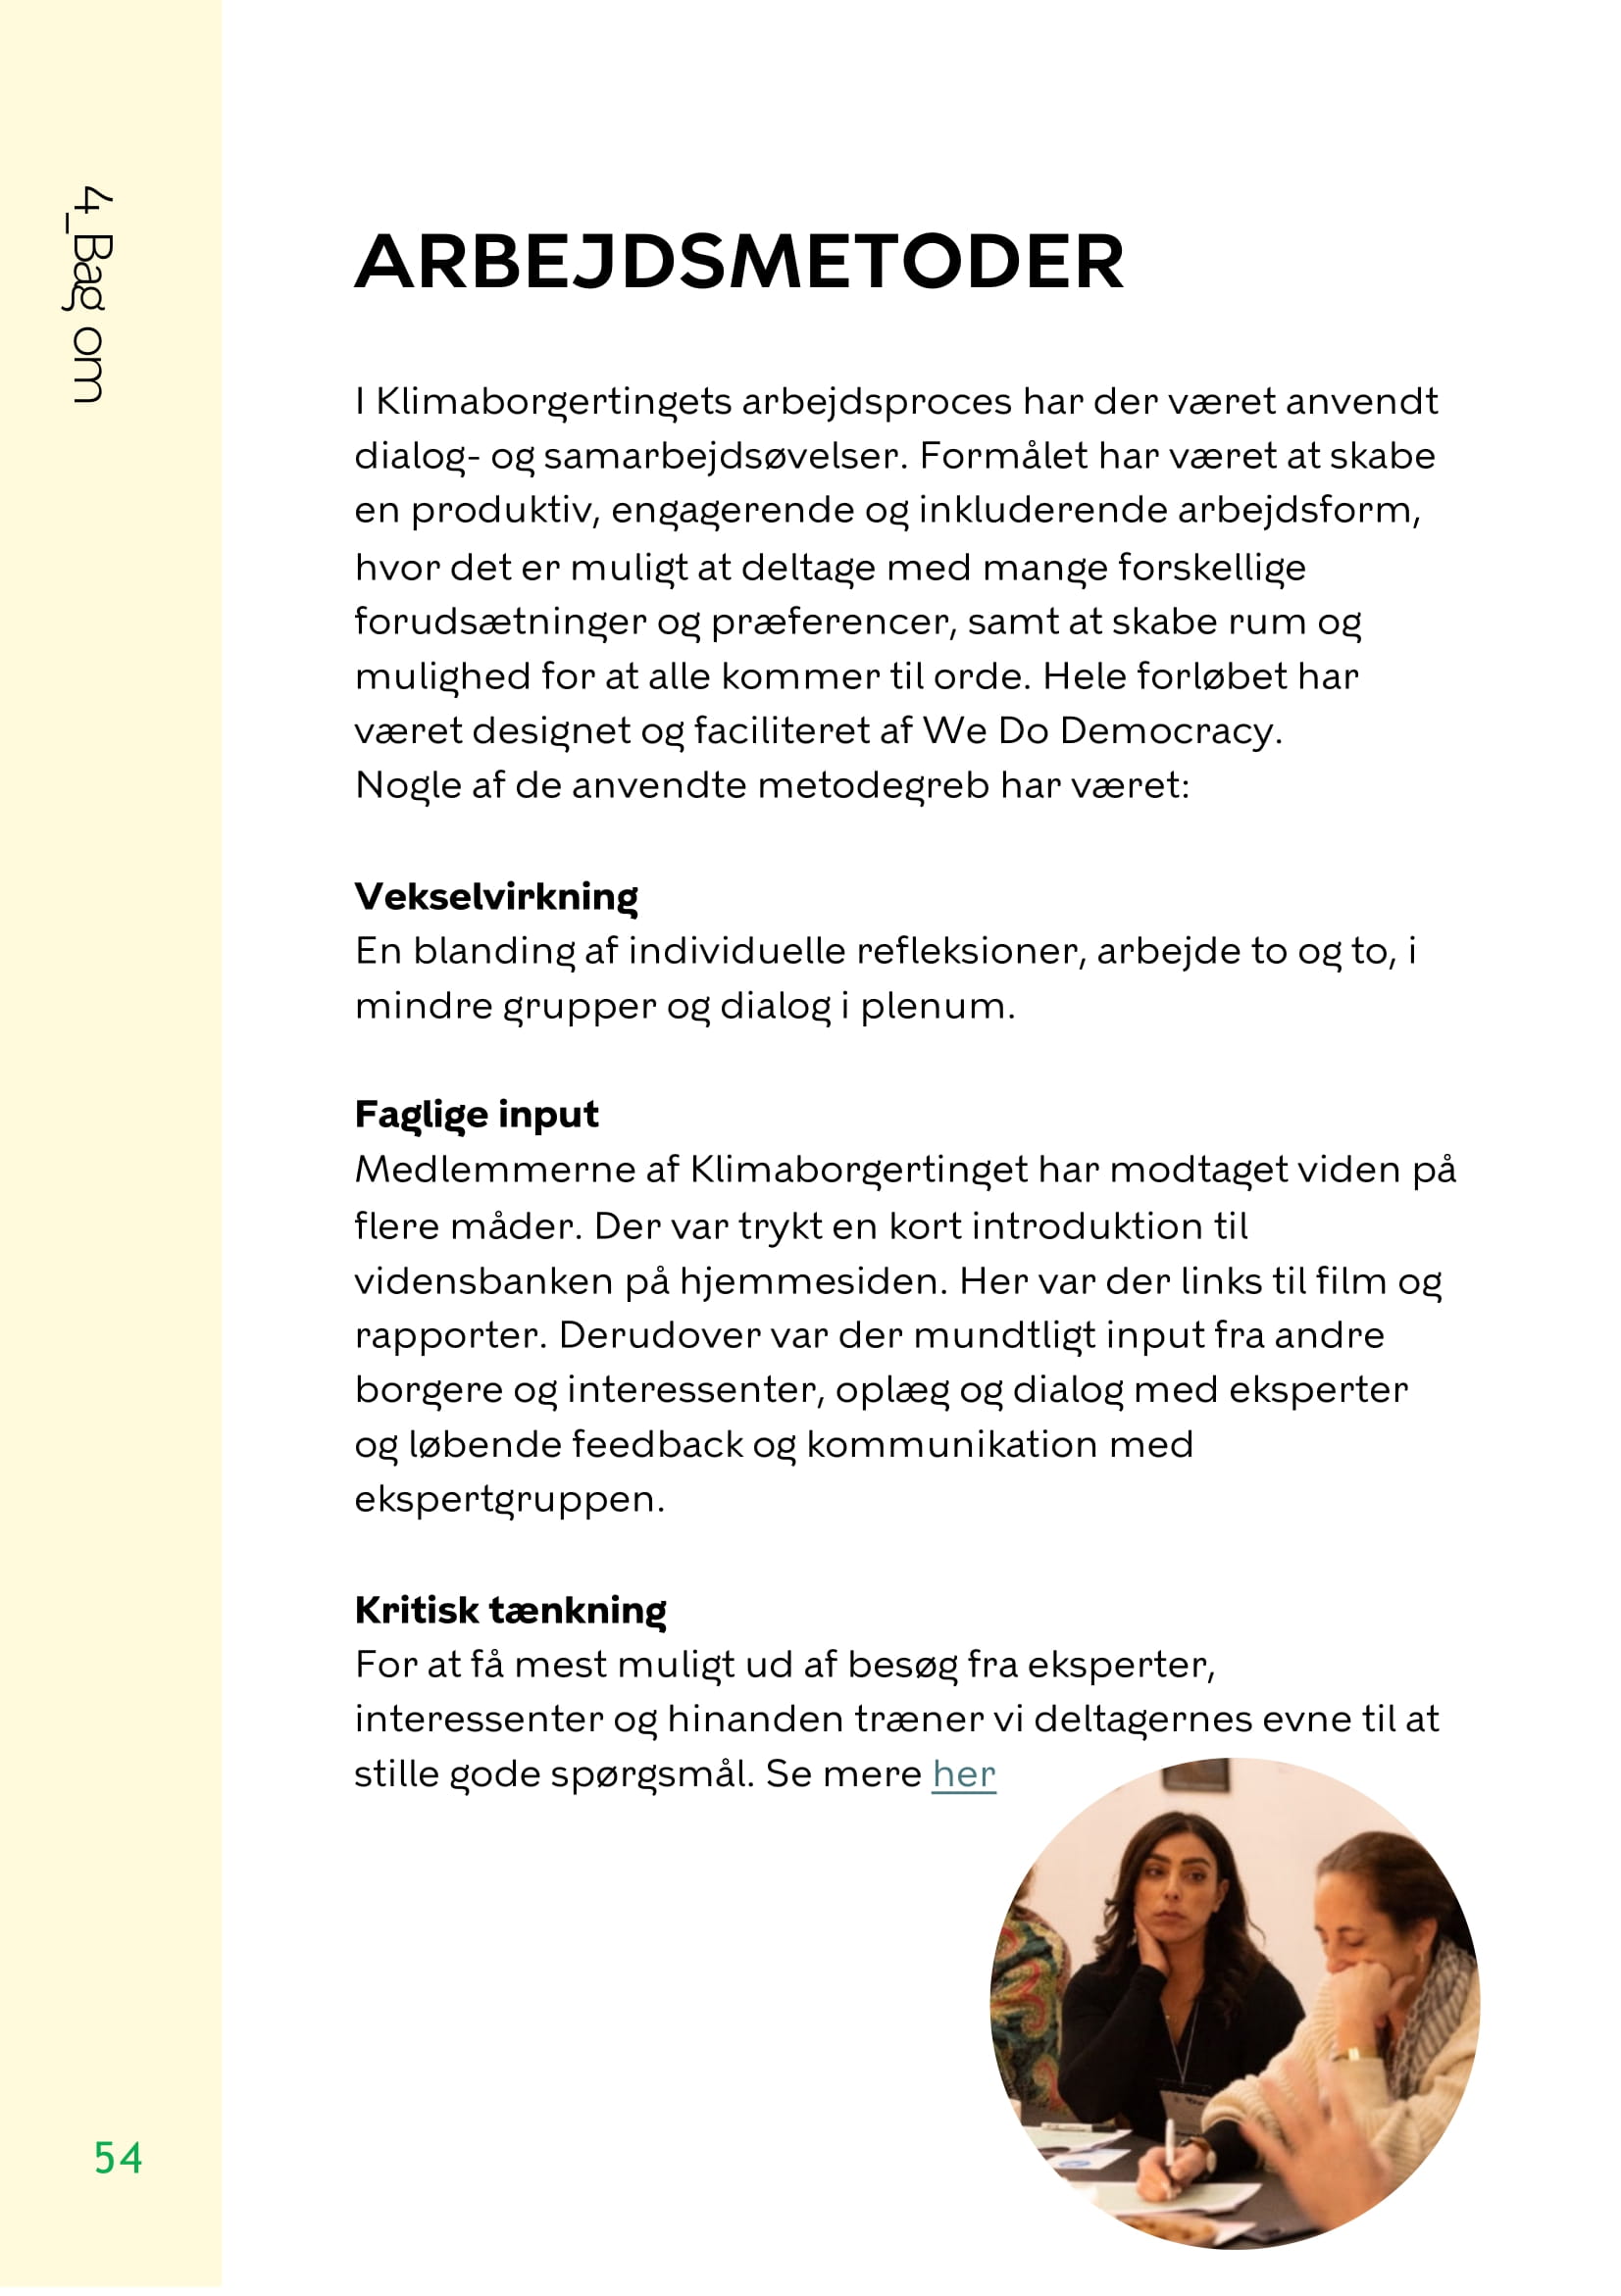 4_Bag om
ARBEJDSMETODER
I Klimaborgertingets arbejdsproces har der været anvendt
dialog- og samarbejdsøvelser. Formålet har været at skabe
en produktiv, engagerende og inkluderende arbejdsform,
hvor det er muligt at deltage med mange forskellige
forudsætninger og præferencer, samt at skabe rum og
mulighed for at alle kommer til orde. Hele forløbet har
været designet og faciliteret af We Do Democracy.
Nogle af de anvendte metodegreb har været:
Vekselvirkning
En blanding af individuelle refleksioner, arbejde to og to, i
mindre grupper og dialog i plenum.
Faglige input
Medlemmerne af Klimaborgertinget har modtaget viden på
flere måder. Der var trykt en kort introduktion til
vidensbanken på hjemmesiden. Her var der links til film og
rapporter. Derudover var der mundtligt input fra andre
borgere og interessenter, oplæg og dialog med eksperter
og løbende feedback og kommunikation med
ekspertgruppen.
Kritisk tænkning
For at få mest muligt ud af besøg fra eksperter,
interessenter og hinanden træner vi deltagernes evne til at
stille gode spørgsmål. Se mere her
54